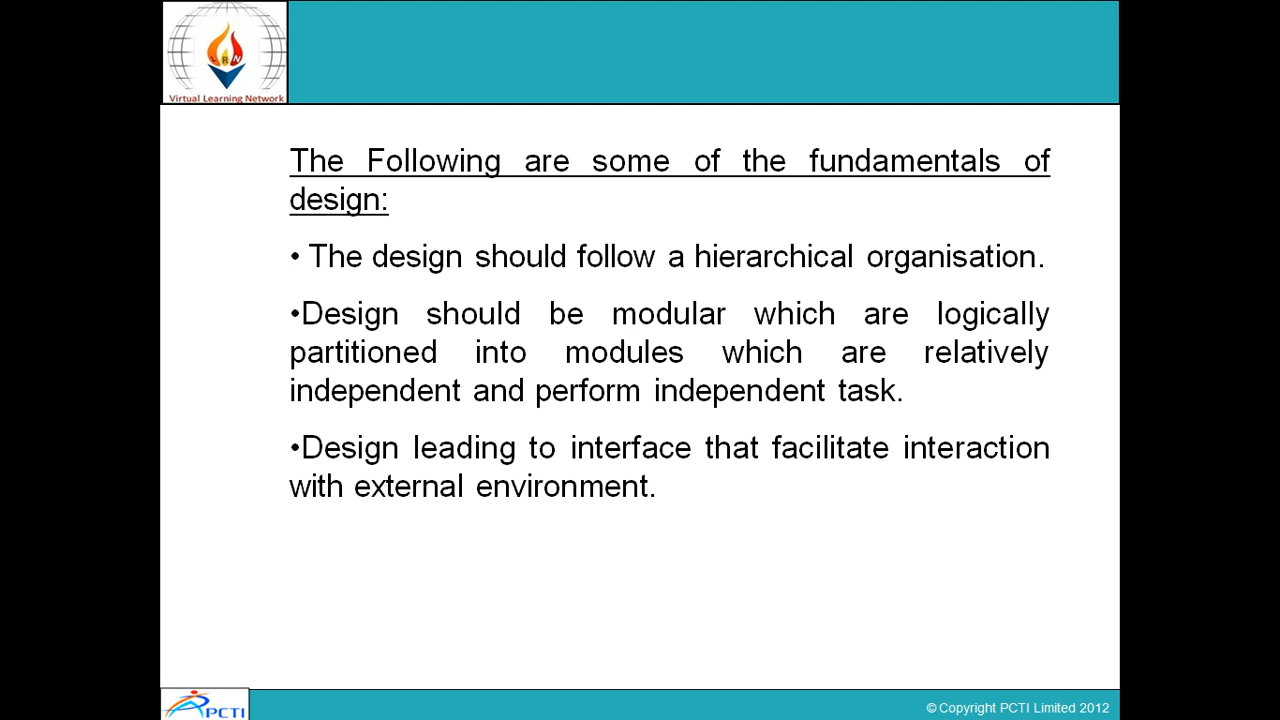 LRN
Virtual Learning Network
The Following are some of the fundamentals of
design:
• The design should follow a hierarchical organisation.
•Design should be modular which are logically
partitioned into modules which are relatively
independent and perform independent task.
•Design leading to interface that facilitate interaction
with external environment.
PCTI
© Copyright PCTI Limited 2012